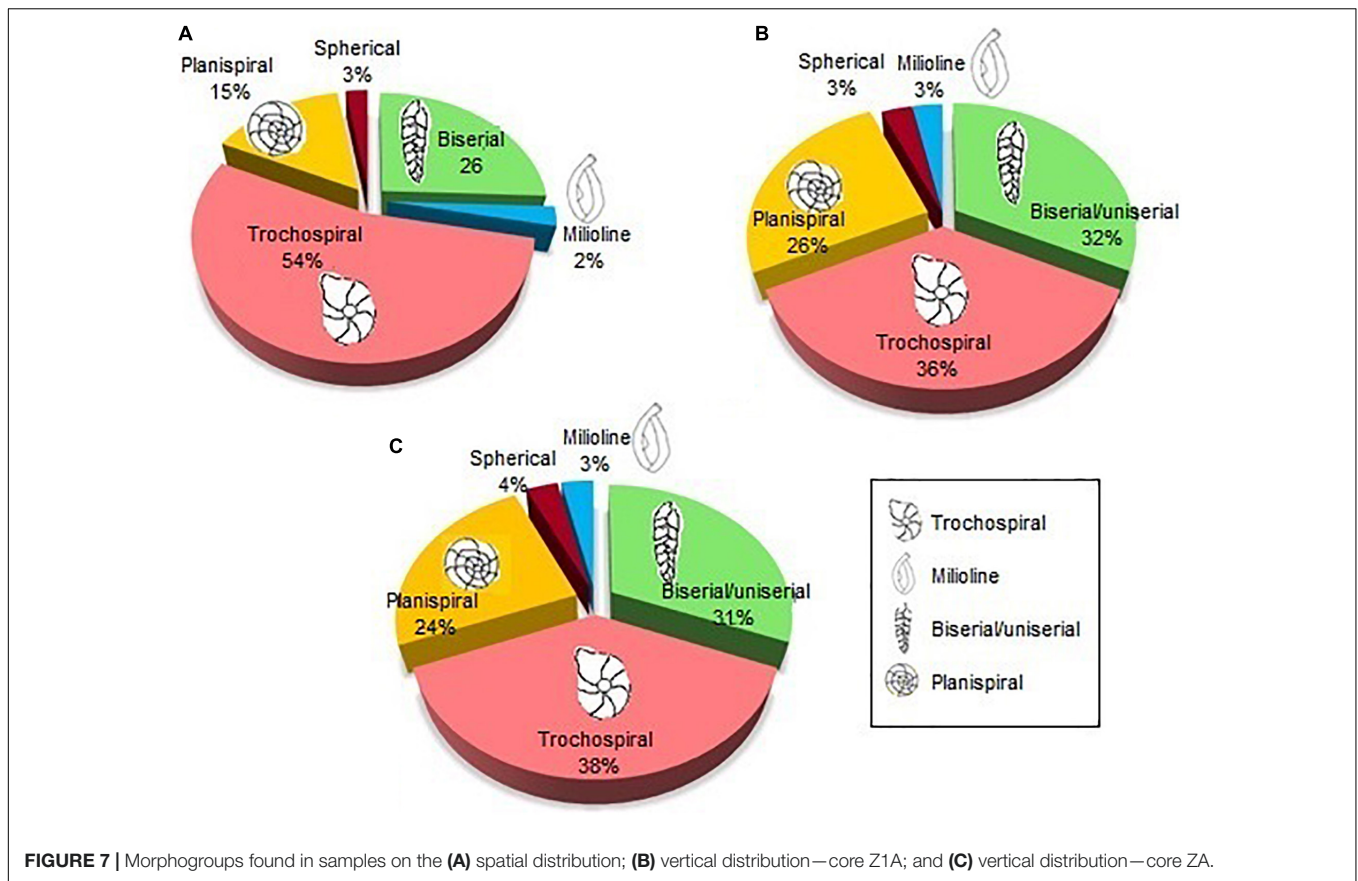 A
Spherical
3%
Planispiral
15%
Biserial
26
Milioline
2%
Trochospiral
54%
B
Spherical
3%
Milioline
3%
Biserial/uniserial
32%
Planispiral
26%
Trochospiral
36%
C
Milioline
3%
Spherical
4%
Biserial/uniserial
31%
Planispiral
24%
Trochospiral
38%
Trochospiral
Milioline
Biserial/uniserial
Planispiral
FIGURE 7 | Morphogroups found in samples on the (A) spatial distribution; (B) vertical distribution—core Z1A; and (C) vertical distribution—core ZA.